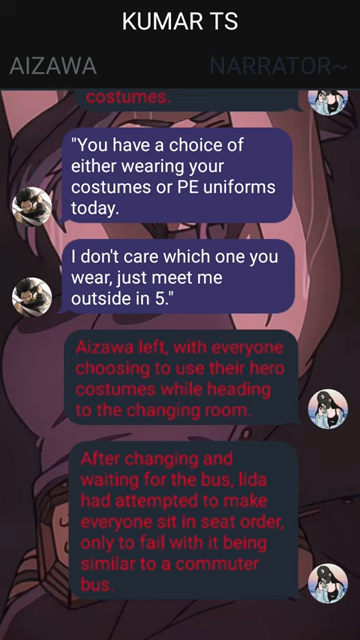 KUMAR TS
AIZAWA
NARRATOR~
costumes.
"You have a choice of
either wearing your
costumes or PE uniforms
today.
I don't care which one you
wear, just meet me
outside in 5."
Aizawa left, with everyone
choosing to use their hero
costumes while heading
to the changing room.
After changing and
waiting for the bus, Iida
had attempted to make
everyone sit in seat order,
only to fail with it being
similar to a commuter
bus.